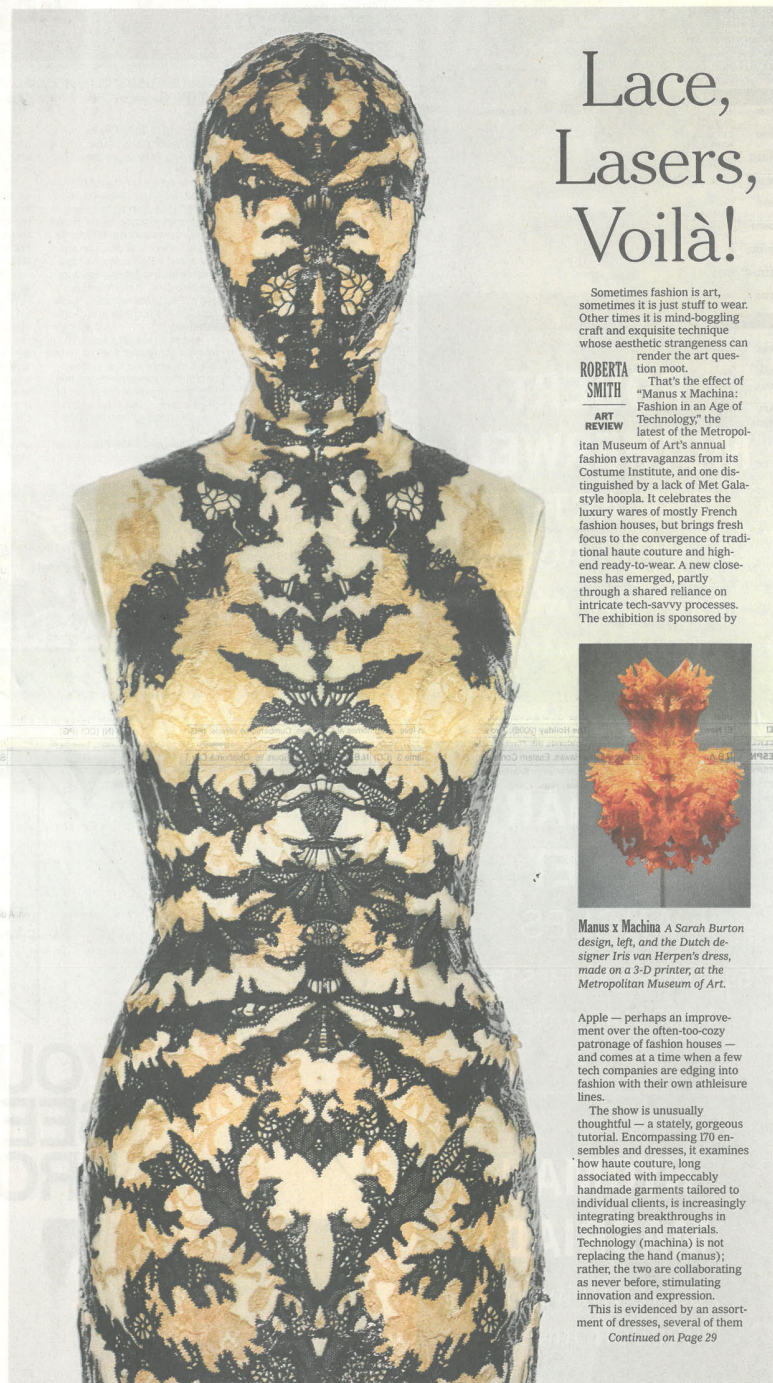 Lace,
Lasers,
Voilà!
Sometimes fashion is art,
sometimes it is just stuff to wear.
Other times it is mind-boggling
craft and exquisite technique
whose aesthetic strangeness can
render the art ques-
tion moot.
ROBERTA
SMITH
ART
REVIEW
That's the effect of
"Manus x Machina:
Fashion in an Age of
Technology," the
latest of the Metropol-
itan Museum of Art's annual
fashion extravaganzas from its
Costume Institute, and one dis-
tinguished by a lack of Met Gala-
style hoopla. It celebrates the
luxury wares of mostly French
fashion houses, but brings fresh
focus to the convergence of tradi-
tional haute couture and high-
end ready-to-wear. A new close-
ness has emerged, partly
through a shared reliance on
intricate tech-savvy processes.
The exhibition is sponsored by
Manus x Machina A Sarah Burton
design, left, and the Dutch de-
signer Iris van Herpen's dress,
made on a 3-D printer, at the
Metropolitan Museum of Art.
Apple — perhaps an improve-
ment over the often-too-cozy
patronage of fashion houses —
and comes at a time when a few
tech companies are edging into
fashion with their own athleisure
lines.
The show is unusually
thoughtful — a stately, gorgeous
tutorial. Encompassing 170 en-
sembles and dresses, it examines
how haute couture, long
associated with impeccably
handmade garments tailored to
individual clients, is increasingly
integrating breakthroughs in
technologies and materials.
Technology (machina) is not
replacing the hand (manus);
rather, the two are collaborating
as never before, stimulating
innovation and expression.
This is evidenced by an assort-
ment of dresses, several of them
Continued on Page 29